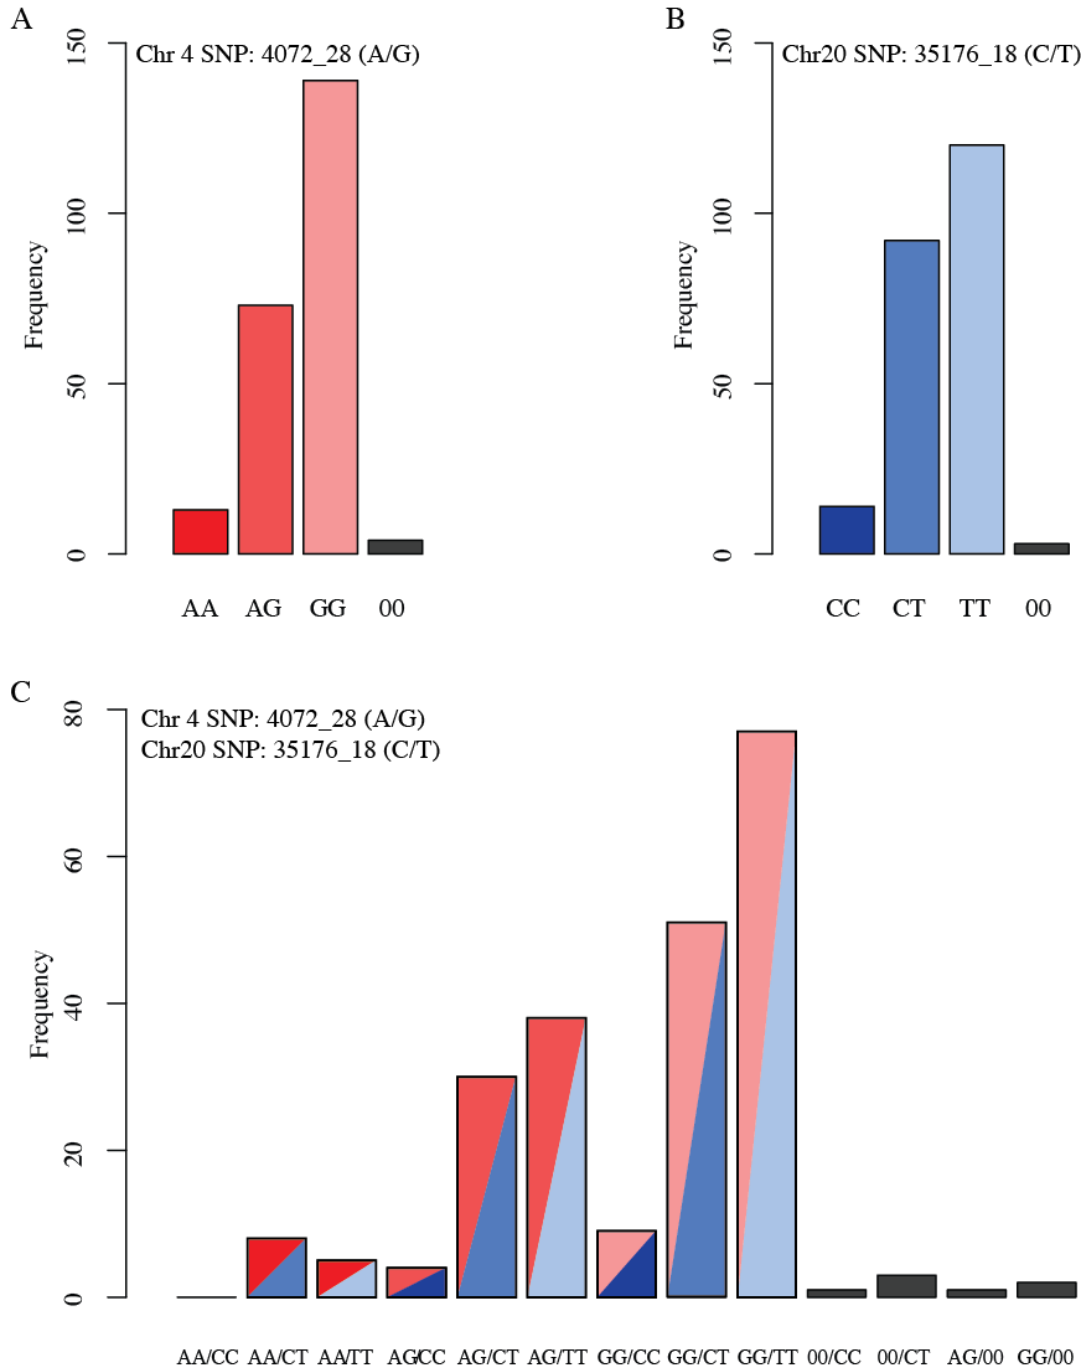 A
Chr 4 SNP: 4072_28 (A/G)
Frequency
0 50 100 150
AA AG GG 00
B
Chr20 SNP: 35176_18 (C/T)
Frequency
0 50 100 150
CC CT TT 00
C
Chr 4 SNP: 4072_28 (A/G)
Chr20 SNP: 35176_18 (C/T)
Frequency
0 20 40 60 80
AA/CC AA/CT AA/TT AG/CC AG/CT AG/TT GG/CC GG/CT GG/TT 00/CC 00/CT AG/00 GG/00